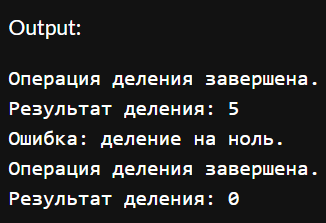 Output:
Операция деления завершена.
Результат деления: 5
Ошибка: деление на ноль.
Операция деления завершена.
Результат деления: 0